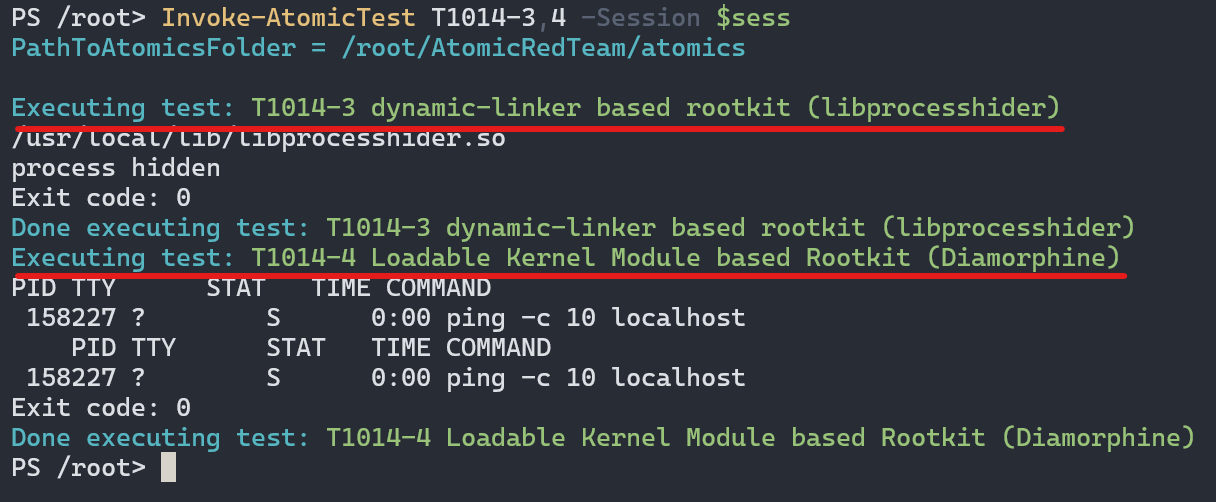 PS /root> Invoke-AtomicTest T1014-3,4 -Session $sess
PathToAtomicsFolder = /root/AtomicRedTeam/atomics
Executing test: T1014-3 dynamic-linker based rootkit (libprocesshider)
/usr/local/lib/libprocesshider.so
process hidden
Exit code: 0
Done executing test: T1014-3 dynamic-linker based rootkit (libprocesshider)
Executing test: T1014-4 Loadable Kernel Module based Rootkit (Diamorphine)
PID TTY      STAT   TIME COMMAND
 158227 ?        S      0:00 ping -c 10 localhost
    PID TTY      STAT   TIME COMMAND
 158227 ?        S      0:00 ping -c 10 localhost
Exit code: 0
Done executing test: T1014-4 Loadable Kernel Module based Rootkit (Diamorphine)
PS /root>